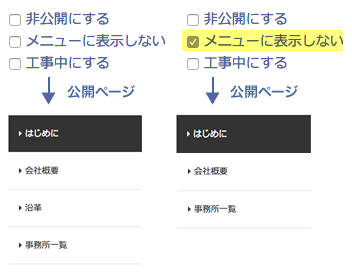 非公開にする
メニューに表示しない
工事中にする
公開ページ
はじめに
会社概要
沿革
事務所一覧
非公開にする
メニューに表示しない
工事中にする
公開ページ
はじめに
会社概要
事務所一覧